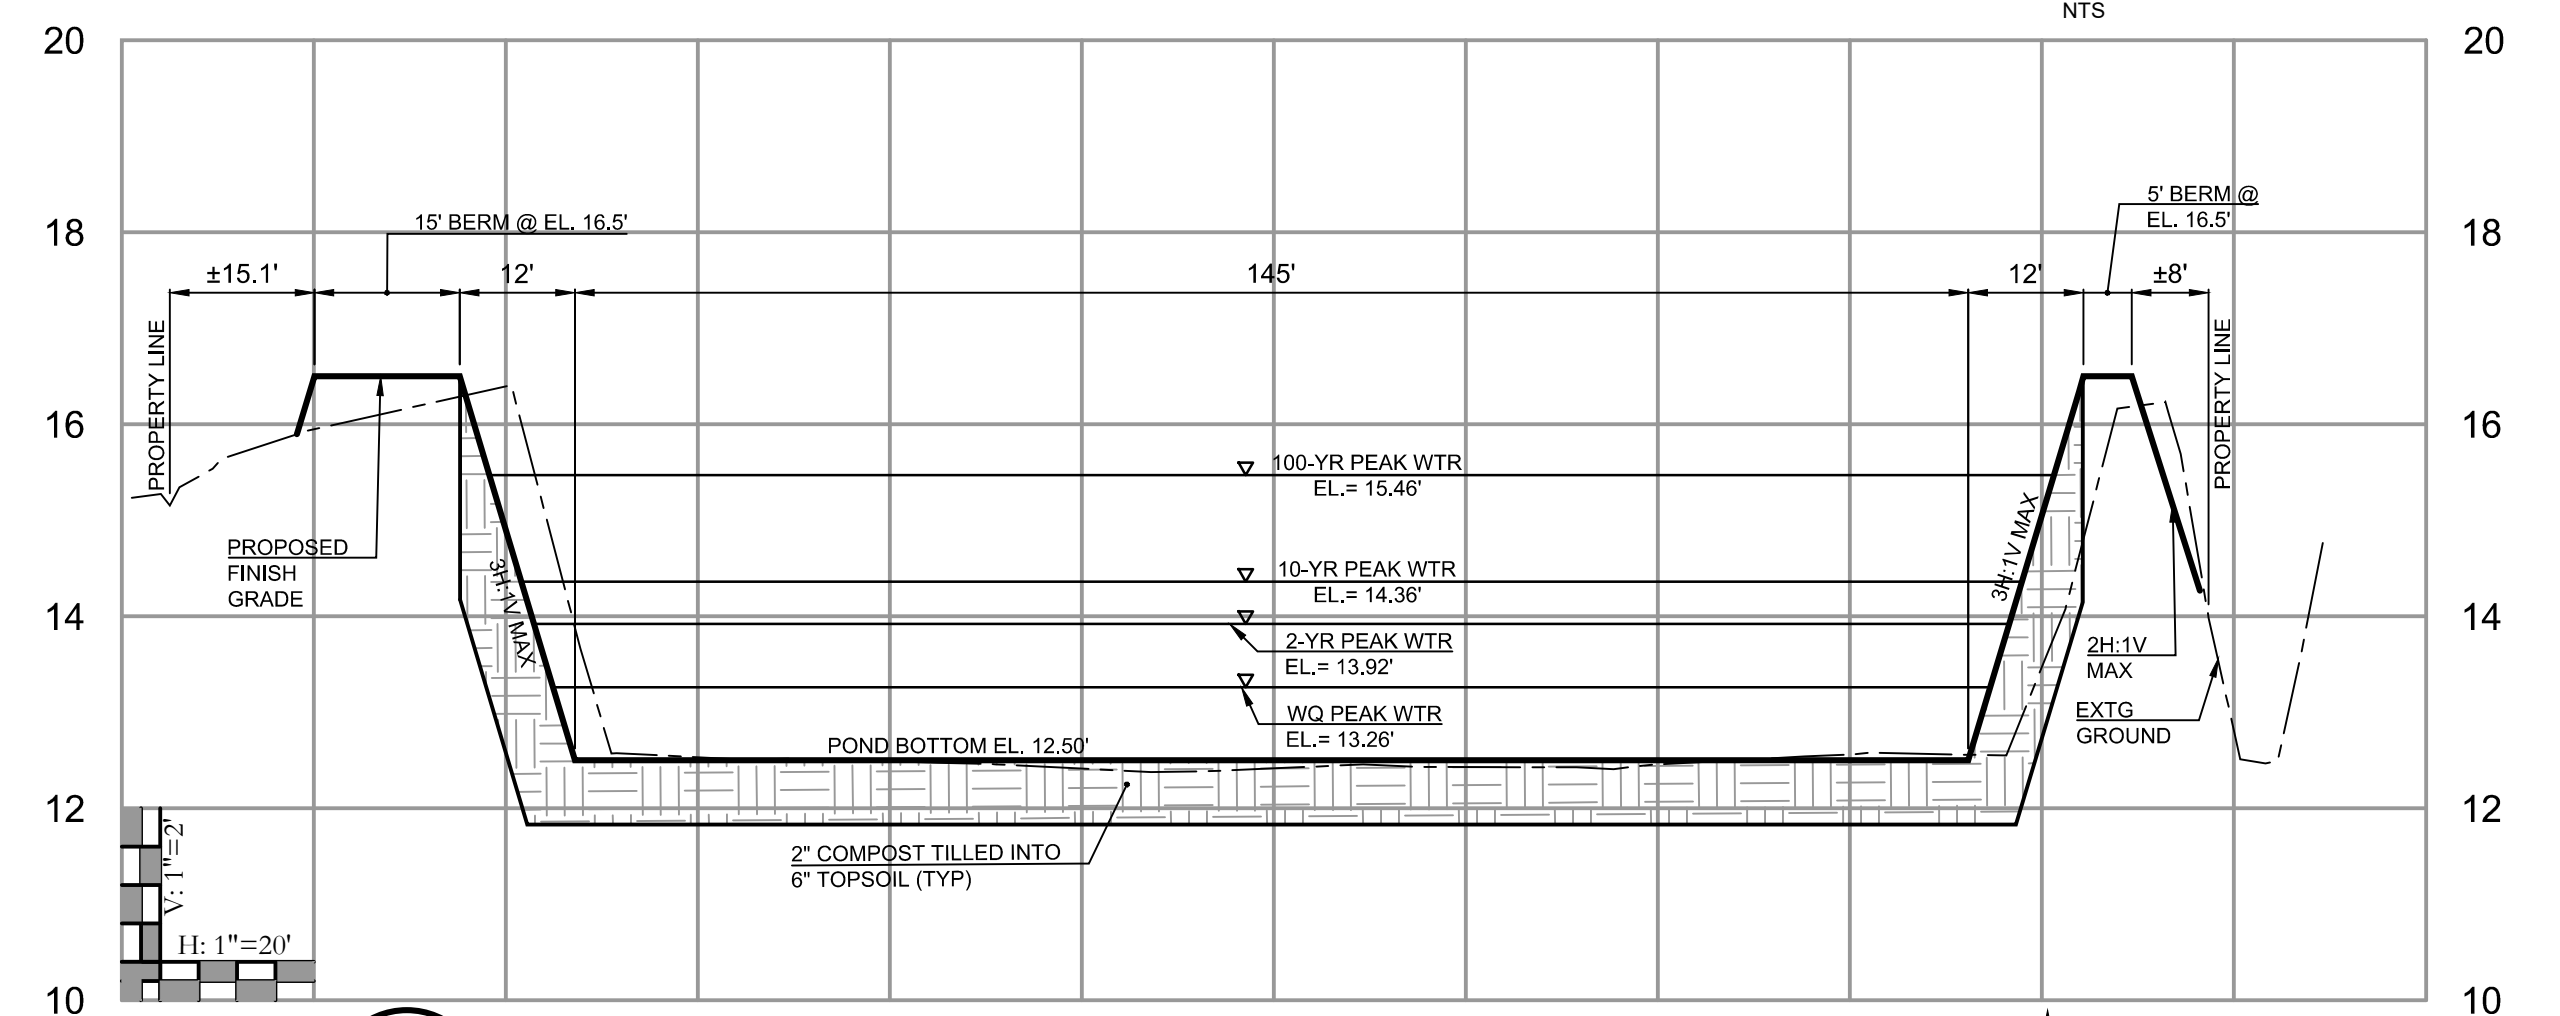 NTS
20
20
5' BERM @
EL. 16.5'
15' BERM @ EL. 16.5'
18
18
±15.1'
12'
145'
12'
±8'
PROPERTY LINE
PROPERTY LINE
16
16
100-YR PEAK WTR
EL.= 15.46'
3H:1V MAX
3H:1V MAX
PROPOSED
FINISH
GRADE
10-YR PEAK WTR
EL.= 14.36'
14
14
2-YR PEAK WTR
EL.= 13.92'
2H:1V
MAX
WQ PEAK WTR
EL.= 13.26'
EXTG
GROUND
POND BOTTOM EL. 12.50'
12
12
2" COMPOST TILLED INTO
6" TOPSOIL (TYP)
V: 1"=2'
H: 1"=20'
10
10